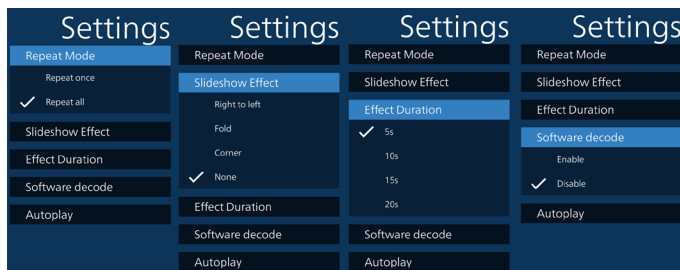 Settings
Repeat Mode
Repeat once
Repeat all
Slideshow Effect
Effect Duration
Software decode
Autoplay
Settings
Repeat Mode
Slideshow Effect
Right to left
Fold
Corner
None
Effect Duration
Software decode
Autoplay
Settings
Repeat Mode
Slideshow Effect
Effect Duration
5s
10s
15s
20s
Software decode
Autoplay
Settings
Repeat Mode
Slideshow Effect
Effect Duration
Software decode
Enable
Disable
Autoplay